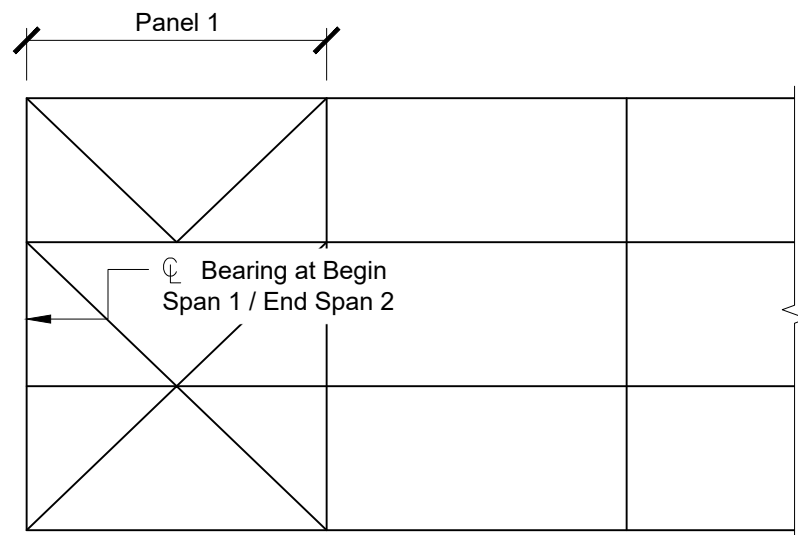 Panel 1
℄ Bearing at Begin
Span 1 / End Span 2